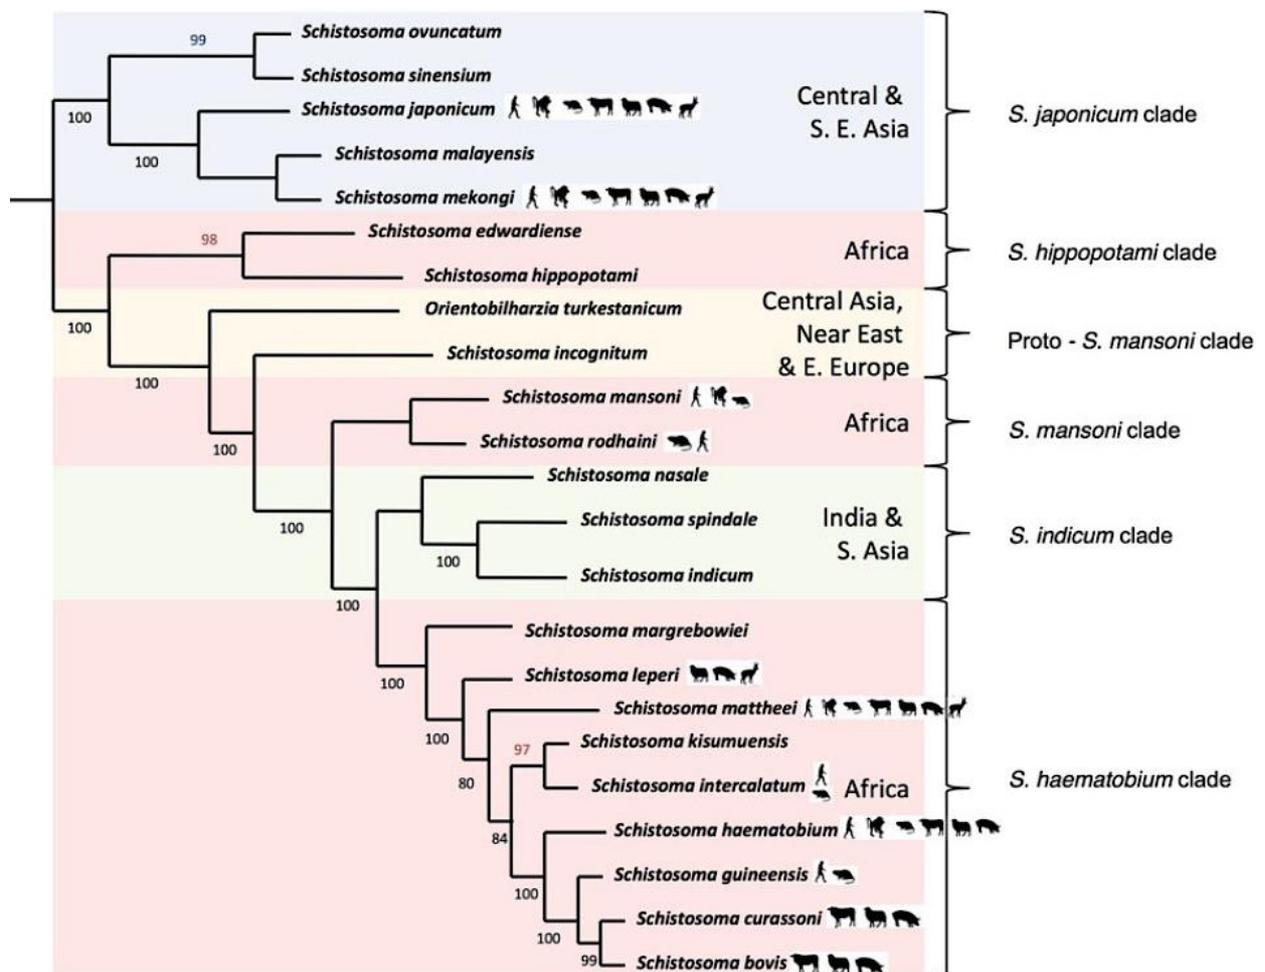 99
Schistosoma ovuncatum
Schistosoma sinensium
100
Schistosoma japonicum
Central &
S. E. Asia
S. japonicum clade
100
Schistosoma malayensis
Schistosoma mekongi
98
Schistosoma edwardiense
Africa
S. hippopotami clade
Schistosoma hippopotami
100
Orientobilharzia turkestanicum
Central Asia,
Near East
& E. Europe
Proto - S. mansoni clade
100
Schistosoma incognitum
Schistosoma mansoni
Africa
S. mansoni clade
100
Schistosoma rodhaini
Schistosoma nasale
100
Schistosoma spindale
India &
S. Asia
S. indicum clade
100
Schistosoma indicum
100
Schistosoma margrebowiei
100
Schistosoma leperi
100
Schistosoma mattheei
97
Schistosoma kisumuensis
80
Schistosoma intercalatum
Africa
S. haematobium clade
84
Schistosoma haematobium
100
Schistosoma guineensis
100
Schistosoma curassoni
99
Schistosoma bovis